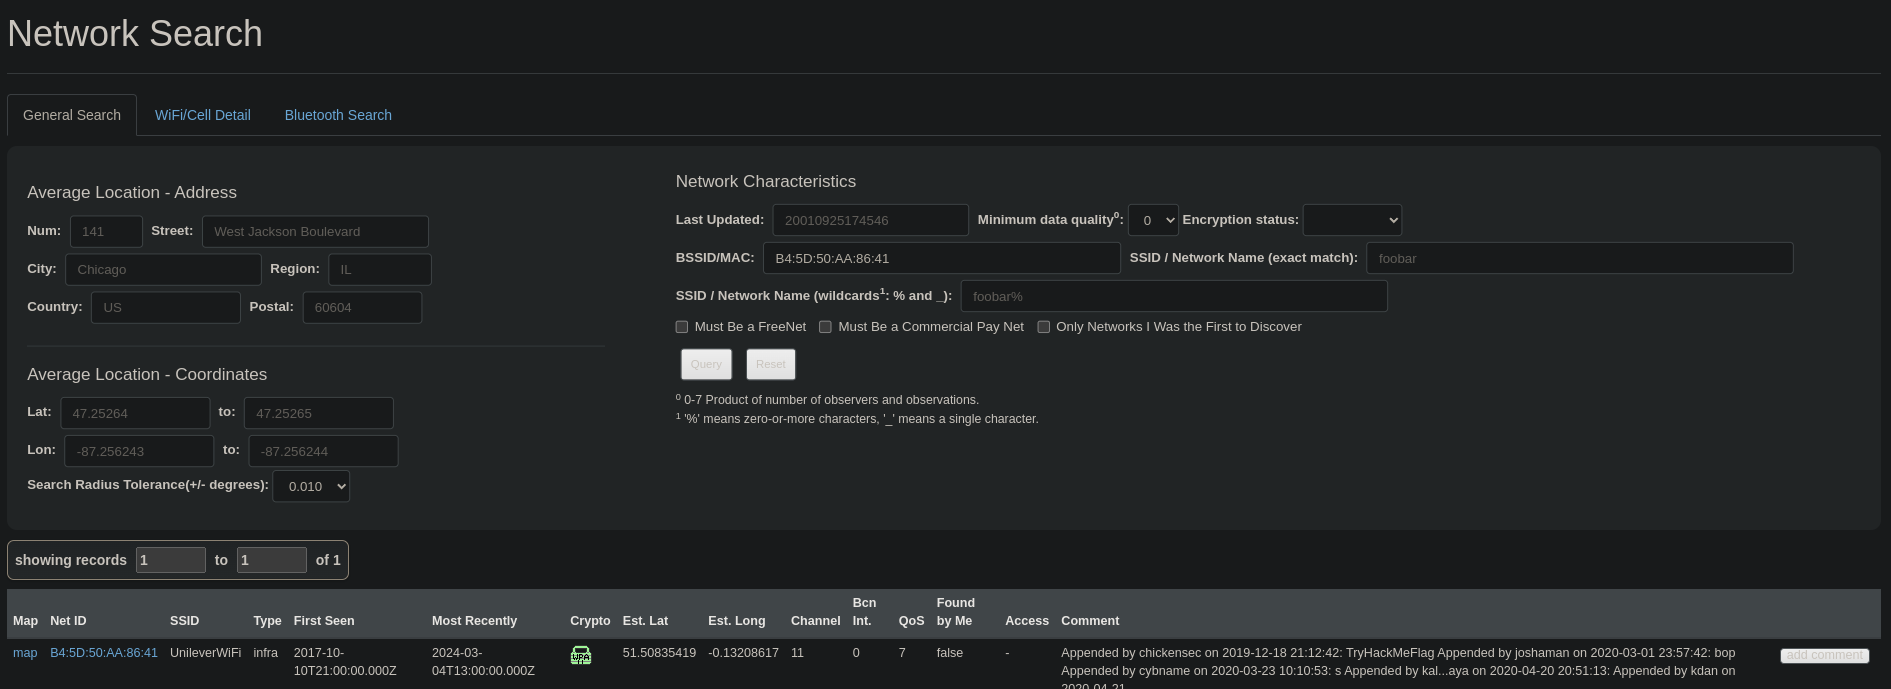 Network Search
General Search WiFi/Cell Detail Bluetooth Search
Average Location - Address
Num: 141 Street: West Jackson Boulevard
City: Chicago Region: IL
Country: US Postal: 60604
Average Location - Coordinates
Lat: 47.25264 to: 47.25265
Lon: -87.256243 to: -87.256244
Search Radius Tolerance(+/- degrees): 0.010
Network Characteristics
Last Updated: 20010925174546 Minimum data quality0: 0 Encryption status:
BSSID/MAC: B4:5D:50:AA:86:41 SSID / Network Name (exact match): foobar
SSID / Network Name (wildcards1: % and _): foobar%
Must Be a FreeNet Must Be a Commercial Pay Net Only Networks I Was the First to Discover
Query Reset
0 0-7 Product of number of observers and observations.
1 '%' means zero-or-more characters, '_' means a single character.
showing records 1 to 1 of 1
Map Net ID SSID Type First Seen Most Recently Crypto Est. Lat Est. Long Channel Bcn Int. QoS Found by Me Access Comment
map B4:5D:50:AA:86:41 UnileverWiFi infra 2017-10- 2024-03- 51.50835419 -0.13208617 11 0 7 false - Appended by chickensec on 2019-12-18 21:12:42: TryHackMeFlag Appended by joshaman on 2020-03-01 23:57:42: bop add comment
10T21:00:00.000Z 04T13:00:00.000Z Appended by cybname on 2020-03-23 10:10:53: s Appended by kal...aya on 2020-04-20 20:51:13: Appended by kdan on
2020-04-21